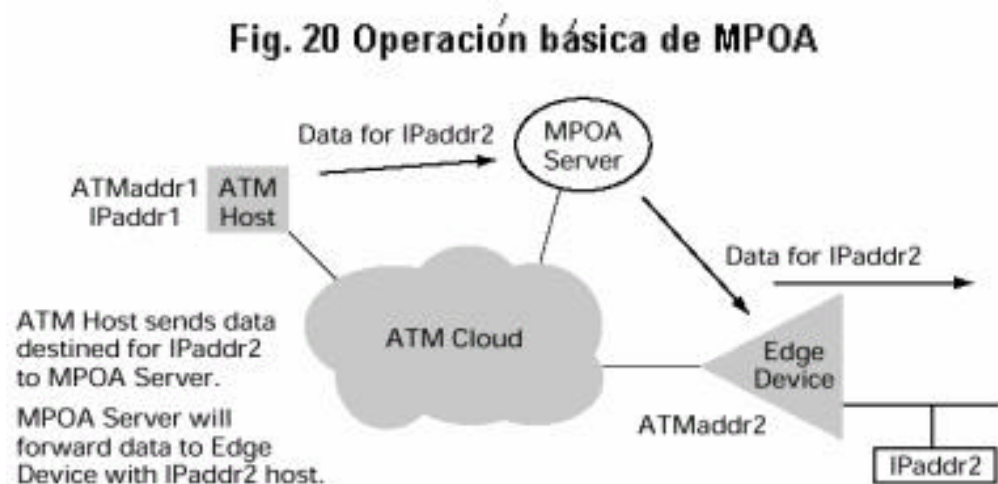 Fig. 20 Operación básica de MPOA
Data for IPaddr2
MPOA
Server
ATMaddr1
IPaddr1
ATM
Host
Data for IPaddr2
ATM Cloud
Edge
Device
ATMaddr2
IPaddr2
ATM Host sends data
destined for IPaddr2
to MPOA Server.
MPOA Server will
forward data to Edge
Device with IPaddr2 host.